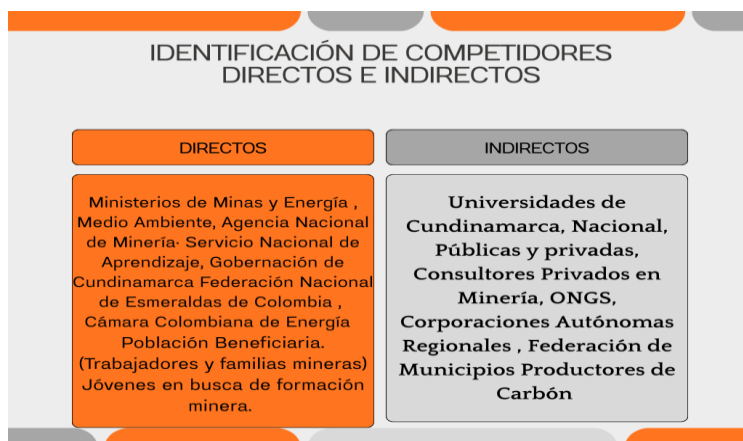 IDENTIFICACIÓN DE COMPETIDORES
DIRECTOS E INDIRECTOS
DIRECTOS
Ministerios de Minas y Energía ,
Medio Ambiente, Agencia Nacional
de Minería· Servicio Nacional de
Aprendizaje, Gobernación de
Cundinamarca Federación Nacional
de Esmeraldas de Colombia ,
Cámara Colombiana de Energía
Población Beneficiaria.
(Trabajadores y familias mineras)
Jóvenes en busca de formación
minera.
INDIRECTOS
Universidades de
Cundinamarca, Nacional,
Públicas y privadas,
Consultores Privados en
Minería, ONGS,
Corporaciones Autónomas
Regionales , Federación de
Municipios Productores de
Carbón